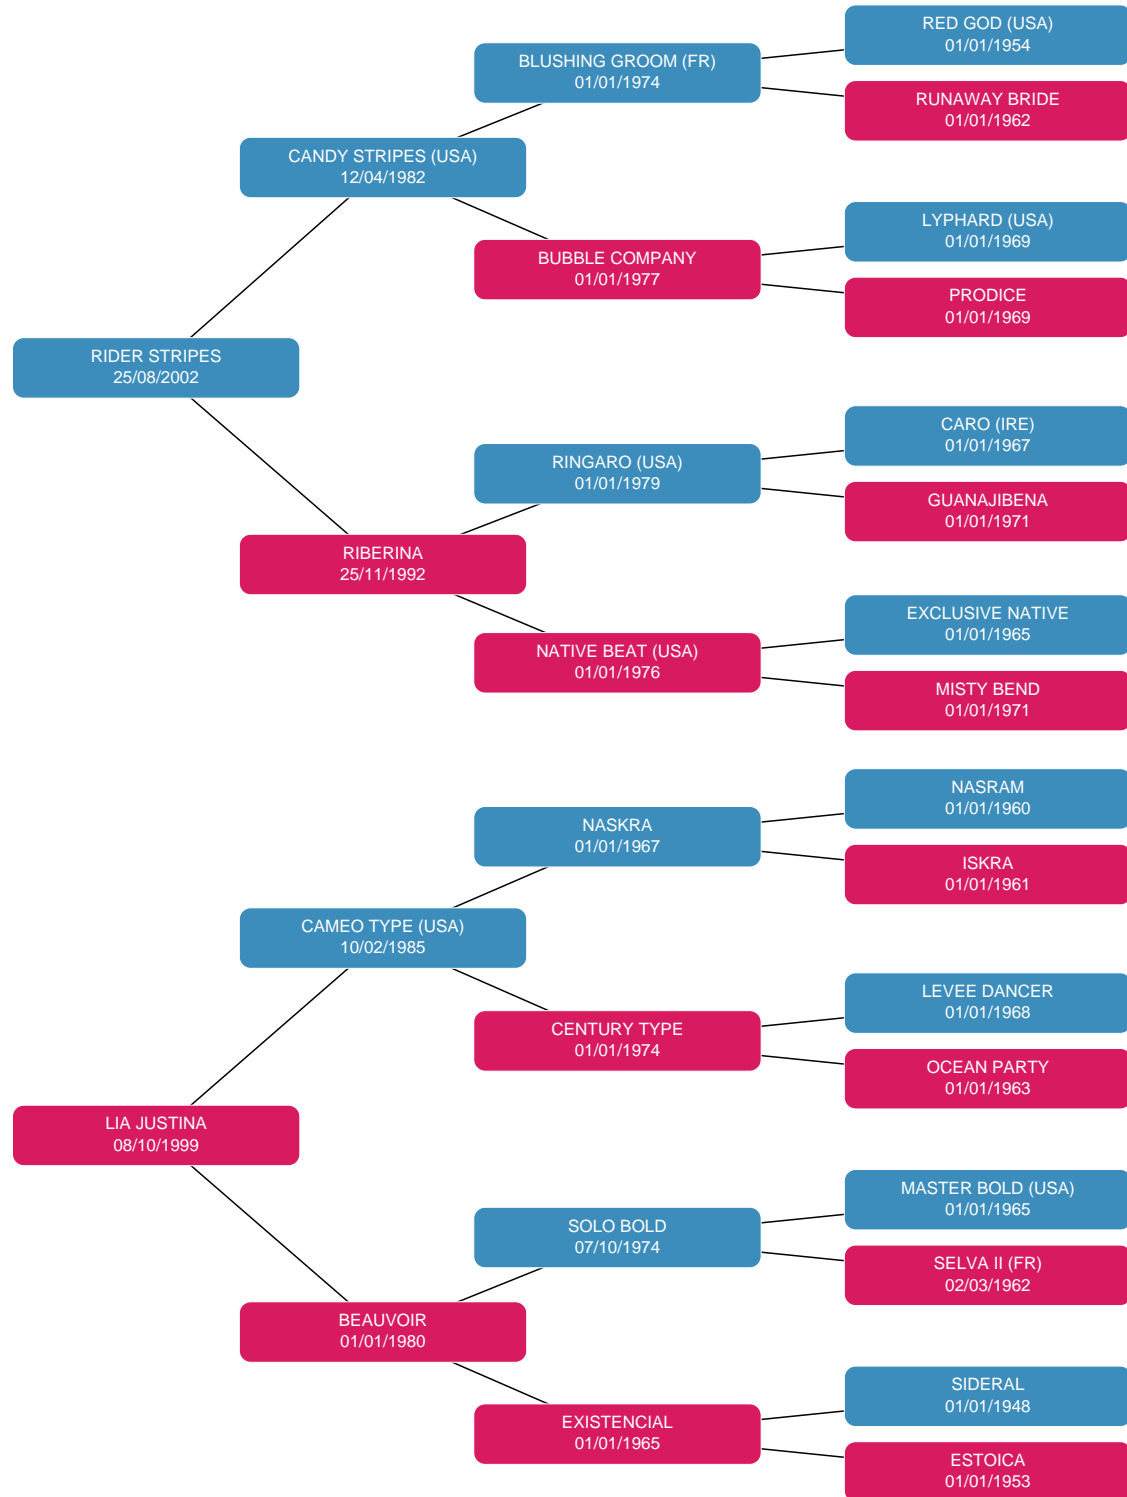 RED GOD (USA)
01/01/1954
BLUSHING GROOM (FR)
01/01/1974
RUNAWAY BRIDE
01/01/1962
CANDY STRIPES (USA)
12/04/1982
LYPHARD (USA)
01/01/1969
BUBBLE COMPANY
01/01/1977
PRODICE
01/01/1969
RIDER STRIPES
25/08/2002
CARO (IRE)
01/01/1967
RINGARO (USA)
01/01/1979
GUANAJIBENA
01/01/1971
RIBERINA
25/11/1992
EXCLUSIVE NATIVE
01/01/1965
NATIVE BEAT (USA)
01/01/1976
MISTY BEND
01/01/1971
NASRAM
01/01/1960
NASKRA
01/01/1967
ISKRA
01/01/1961
CAMEO TYPE (USA)
10/02/1985
LEVEE DANCER
01/01/1968
CENTURY TYPE
01/01/1974
OCEAN PARTY
01/01/1963
LIA JUSTINA
08/10/1999
MASTER BOLD (USA)
01/01/1965
SOLO BOLD
07/10/1974
SELVA II (FR)
02/03/1962
BEAUVOIR
01/01/1980
SIDERAL
01/01/1948
EXISTENCIAL
01/01/1965
ESTOICA
01/01/1953